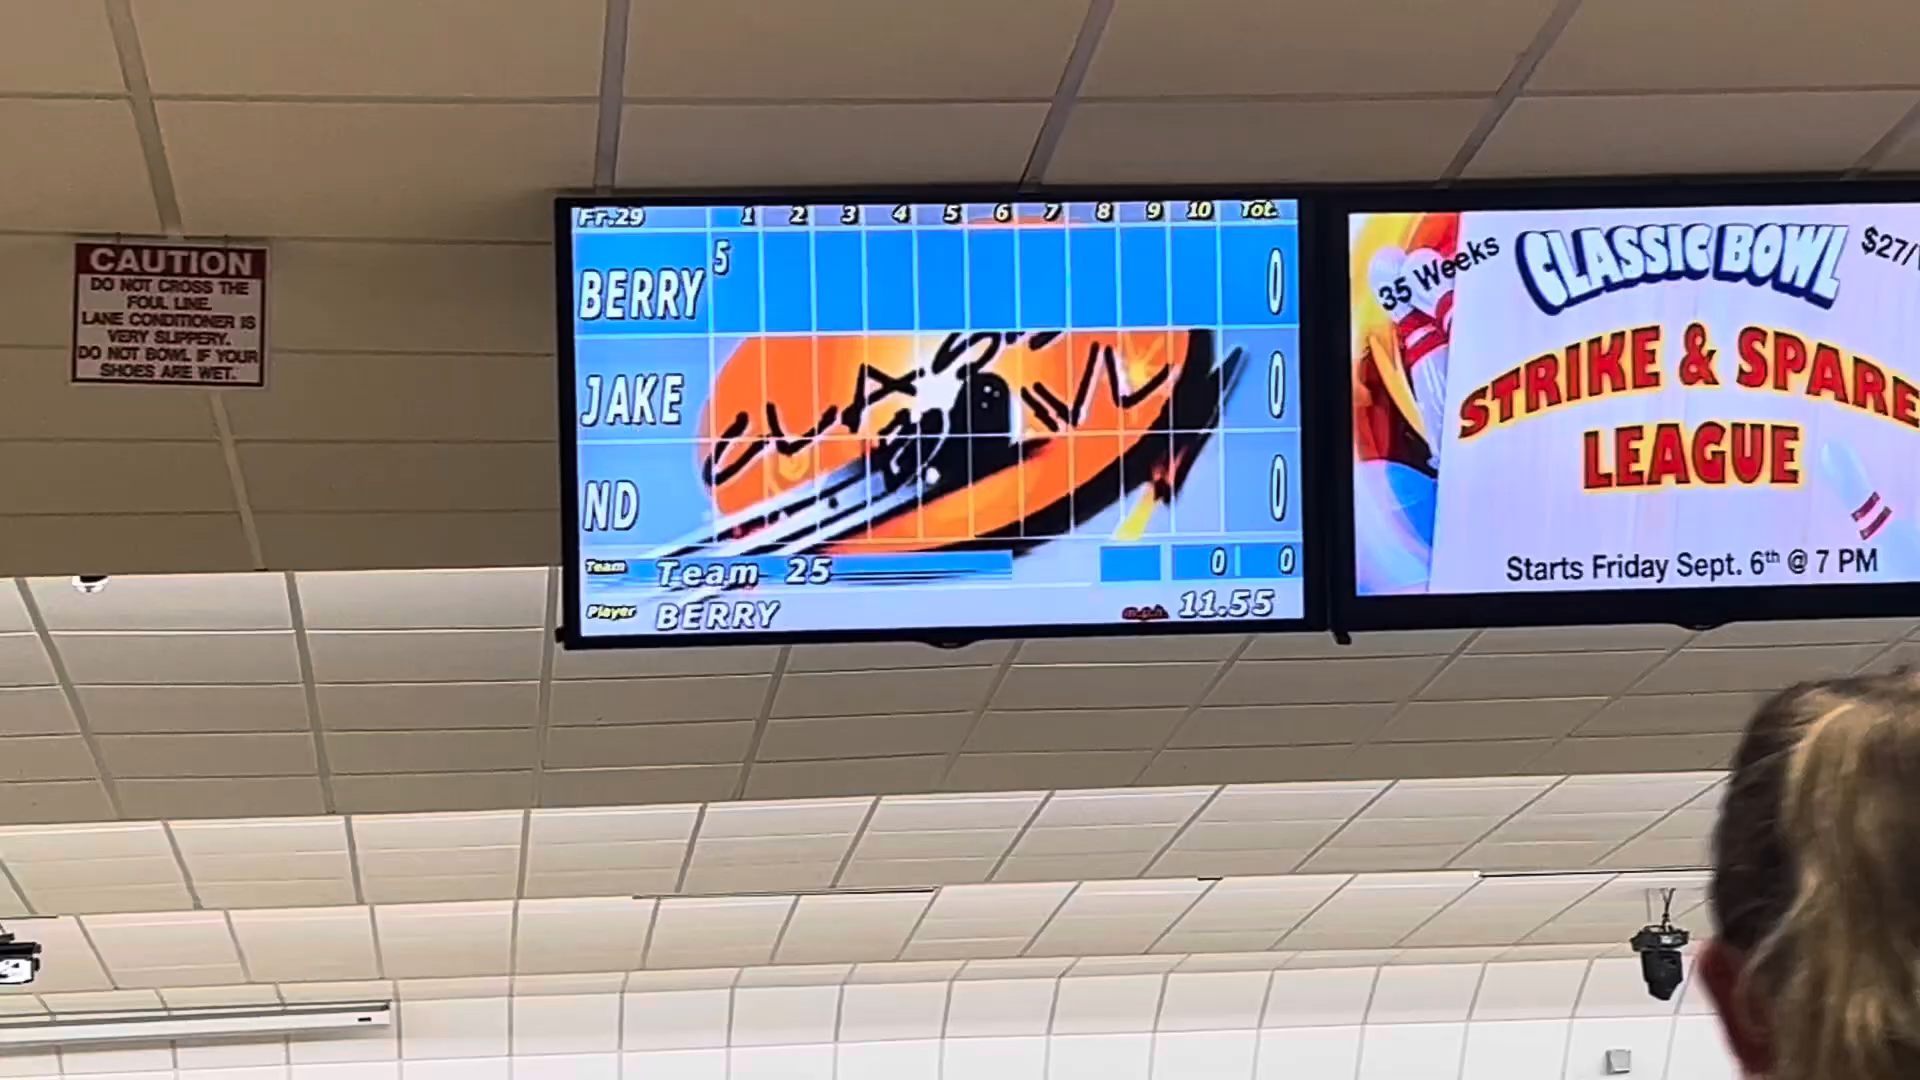 CAUTION
DO NOT CROSS THE
FOUL LINE.
LANE CONDITIONER IS
VERY SLIPPERY.
DO NOT BOWL IF YOUR
SHOES ARE WET.
Fr.29 1 2 3 4 5 6 7 8 9 10 Tot.
BERRY 5 0
JAKE 0
ND 0
Team Team 25 0 0
Player BERRY m.p.h. 11.55
35 Weeks
CLASSIC BOWL
$27/
STRIKE & SPARE
LEAGUE
Starts Friday Sept. 6th @ 7 PM